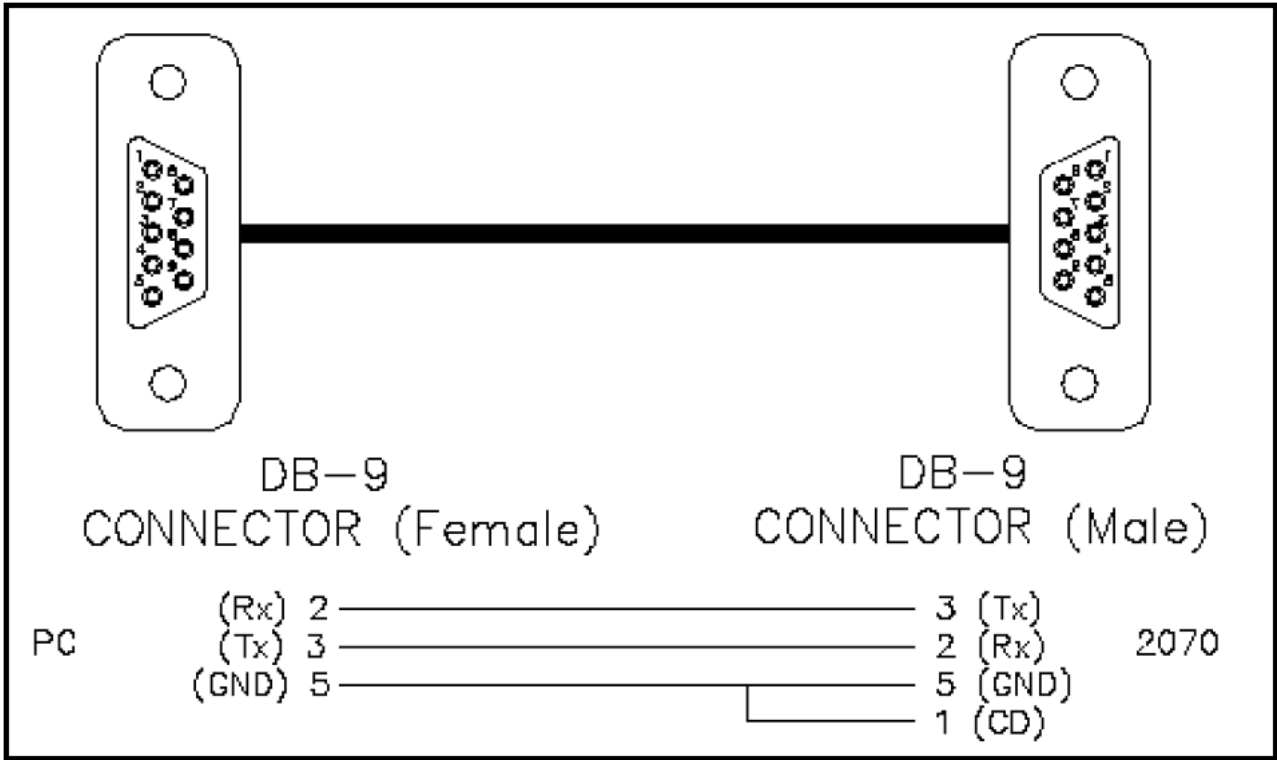 DB-9
CONNECTOR (Female)
DB-9
CONNECTOR (Male)
PC
2070
(Rx) 2 3 (Tx)
(Tx) 3 2 (Rx)
(GND) 5 5 (GND)
1 (CD)